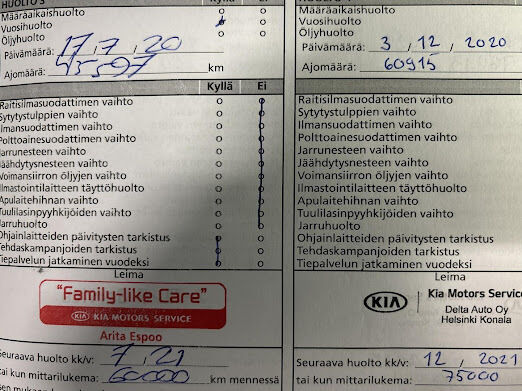 HUOLTO 3 Kyllä Ei
Määräaikaishuolto o o
Vuosihuolto o o
Öljyhuolto o o
Päivämäärä: 17 , 7 , 20
Ajomäärä: 45597 km
Kyllä Ei
Raitisilmasuodattimen vaihto o o
Sytytystulppien vaihto o o
Ilmansuodattimen vaihto o o
Polttoainesuodattimen vaihto o o
Jarrunesteen vaihto o o
Jäähdytysnesteen vaihto o o
Voimansiirron öljyjen vaihto o o
Ilmastointilaitteen täyttöhuolto o o
Apulaitehihnan vaihto o o
Tuulilasinpyyhkijöiden vaihto o o
Jarruhuolto o o
Ohjainlaitteiden päivitysten tarkistus o o
Tehdaskampanjoiden tarkistus o o
Tiepalvelun jatkaminen vuodeksi o o
Leima
"Family-like Care"
KIA KIA MOTORS SERVICE
Arita Espoo
Seuraava huolto kk/v: 7 , 21
tai kun mittarilukema: 60000 km mennessä
Määräaikaishuolto
Vuosihuolto
Öljyhuolto
Päivämäärä: 3 , 12 , 2020
Ajomäärä: 60915
Raitisilmasuodattimen vaihto
Sytytystulppien vaihto
Ilmansuodattimen vaihto
Polttoainesuodattimen vaihto
Jarrunesteen vaihto
Jäähdytysnesteen vaihto
Voimansiirron öljyjen vaihto
Ilmastointilaitteen täyttöhuolto
Apulaitehihnan vaihto
Tuulilasinpyyhkijöiden vaihto
Jarruhuolto
Ohjainlaitteiden päivitysten tarkistus
Tehdaskampanjoiden tarkistus
Tiepalvelun jatkaminen vuodeksi
Leima
KIA Kia Motors Service
Delta Auto Oy
Helsinki Konala
Seuraava huolto kk/v: 12 , 2021
tai kun mittarilukema: 75000